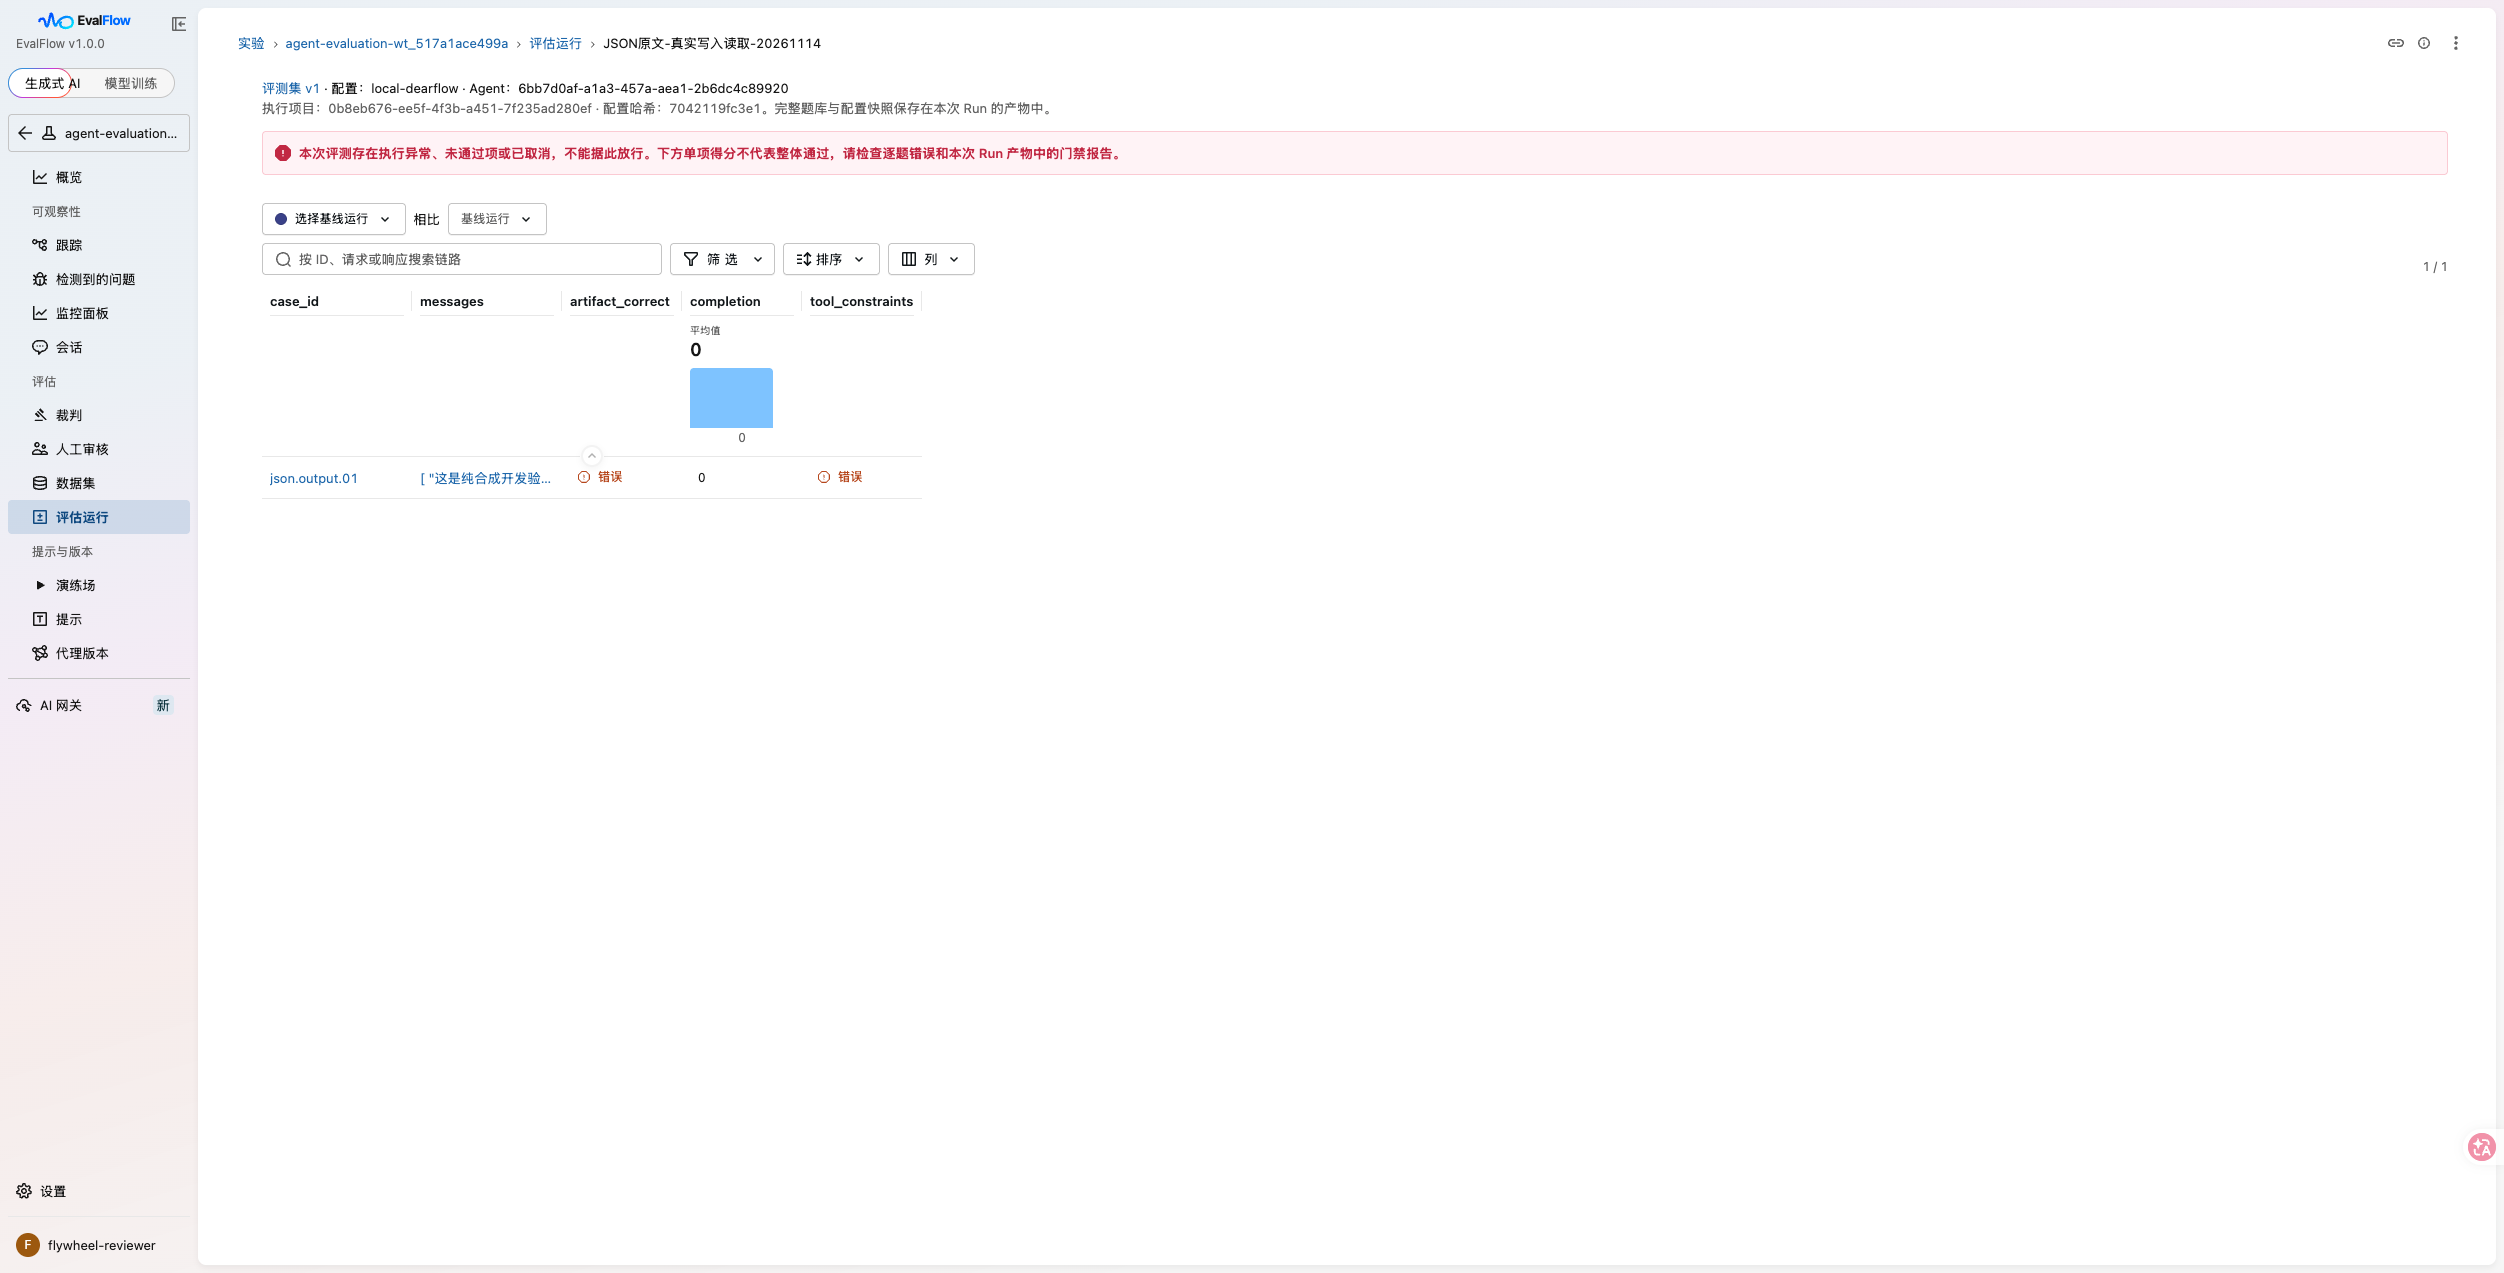 EvalFlow
EvalFlow v1.0.0
生成式 AI
模型训练
agent-evaluation...
概览
可观察性
跟踪
检测到的问题
监控面板
会话
评估
裁判
人工审核
数据集
评估运行
提示与版本
演练场
提示
代理版本
AI 网关
新
设置
F
flywheel-reviewer
实验 › agent-evaluation-wt_517a1ace499a › 评估运行 › JSON原文-真实写入读取-20261114
评测集 v1 · 配置：local-dearflow · Agent：6bb7d0af-a1a3-457a-aea1-2b6dc4c89920
执行项目：0b8eb676-ee5f-4f3b-a451-7f235ad280ef · 配置哈希：7042119fc3e1。完整题库与配置快照保存在本次 Run 的产物中。
本次评测存在执行异常、未通过项或已取消，不能据此放行。下方单项得分不代表整体通过，请检查逐题错误和本次 Run 产物中的门禁报告。
选择基线运行 相比 基线运行
按 ID、请求或响应搜索链路 筛 选 排序 列
1 / 1
case_id messages artifact_correct completion tool_constraints
平均值
0
0
json.output.01 [ "这是纯合成开发验... 错误 0 错误